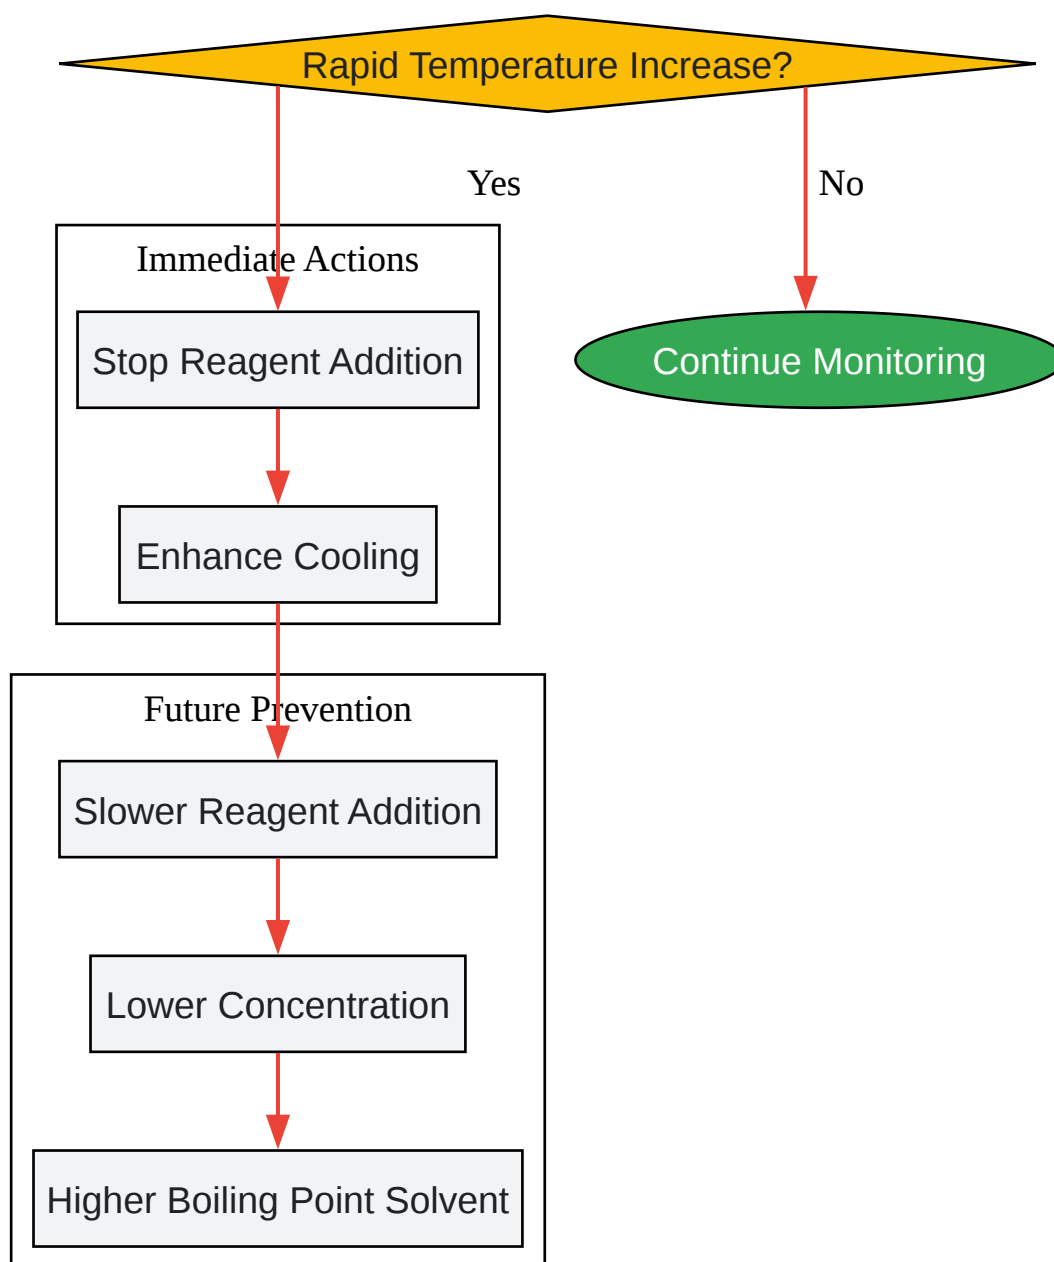 Rapid Temperature Increase?
Yes
No
Immediate Actions
Stop Reagent Addition
Continue Monitoring
Enhance Cooling
Future Prevention
Slower Reagent Addition
Lower Concentration
Higher Boiling Point Solvent